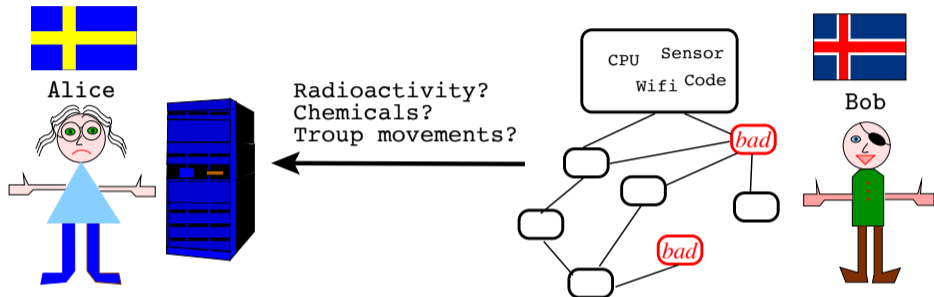 Alice
Radioactivity?
Chemicals?
Troup movements?
CPU Sensor
Wifi Code
bad
bad
Bob